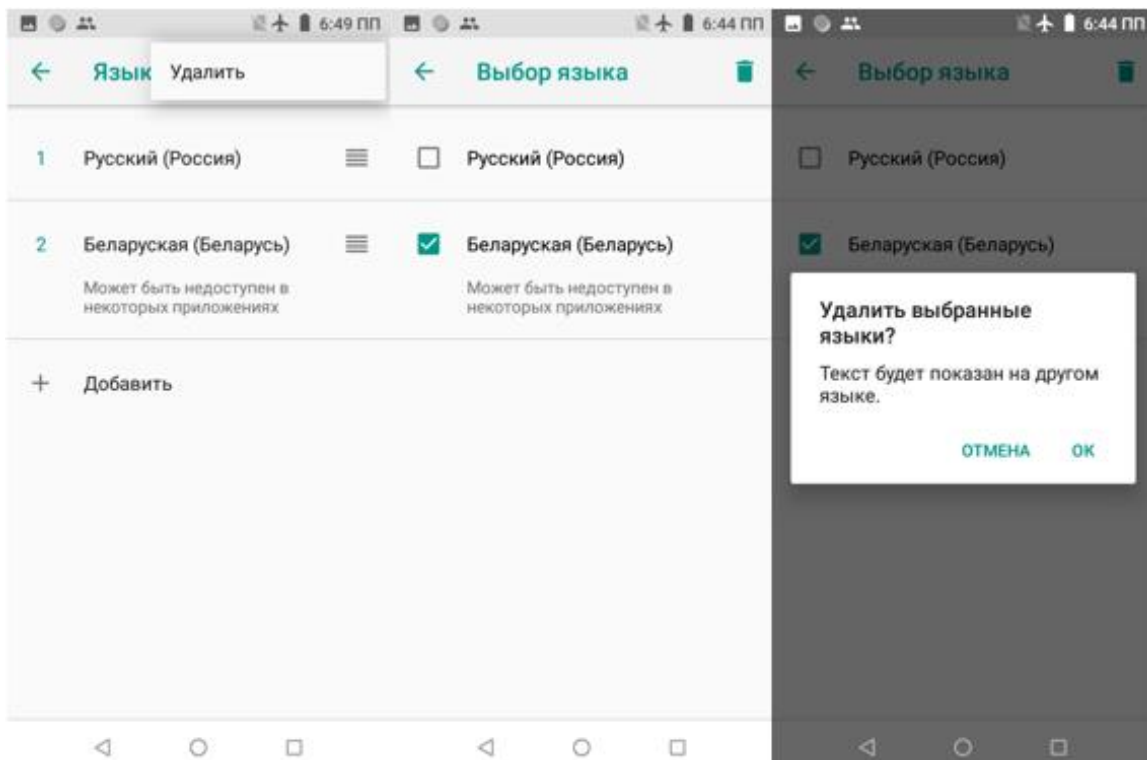 6:49 ПП
Язык
Удалить
1
Русский (Россия)
2
Беларуская (Беларусь)
Может быть недоступен в
некоторых приложениях
+ Добавить
6:44 ПП
Выбор языка
Русский (Россия)
Беларуская (Беларусь)
Может быть недоступен в
некоторых приложениях
6:44 ПП
Выбор языка
Русский (Россия)
Беларуская (Беларусь)
Удалить выбранные
языки?
Текст будет показан на другом
языке.
ОТМЕНА ОК